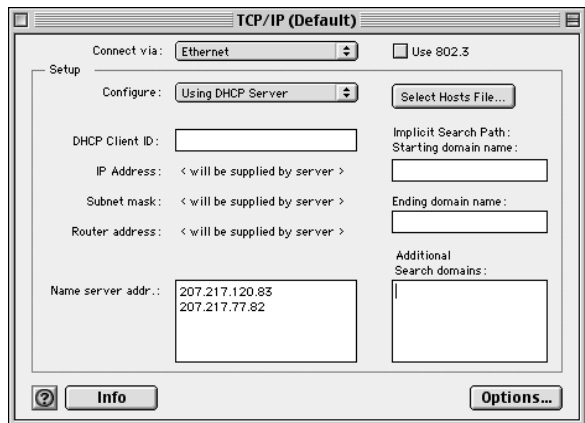 TCP/IP (Default)
Connect via: Ethernet
Use 802.3
Setup
Configure: Using DHCP Server
Select Hosts File...
DHCP Client ID:
Implicit Search Path:
Starting domain name:
IP Address: < will be supplied by server >
Subnet mask: < will be supplied by server >
Ending domain name:
Router address: < will be supplied by server >
Additional
Search domains:
Name server addr.: 207.217.120.83
207.217.77.82
?
Info
Options...